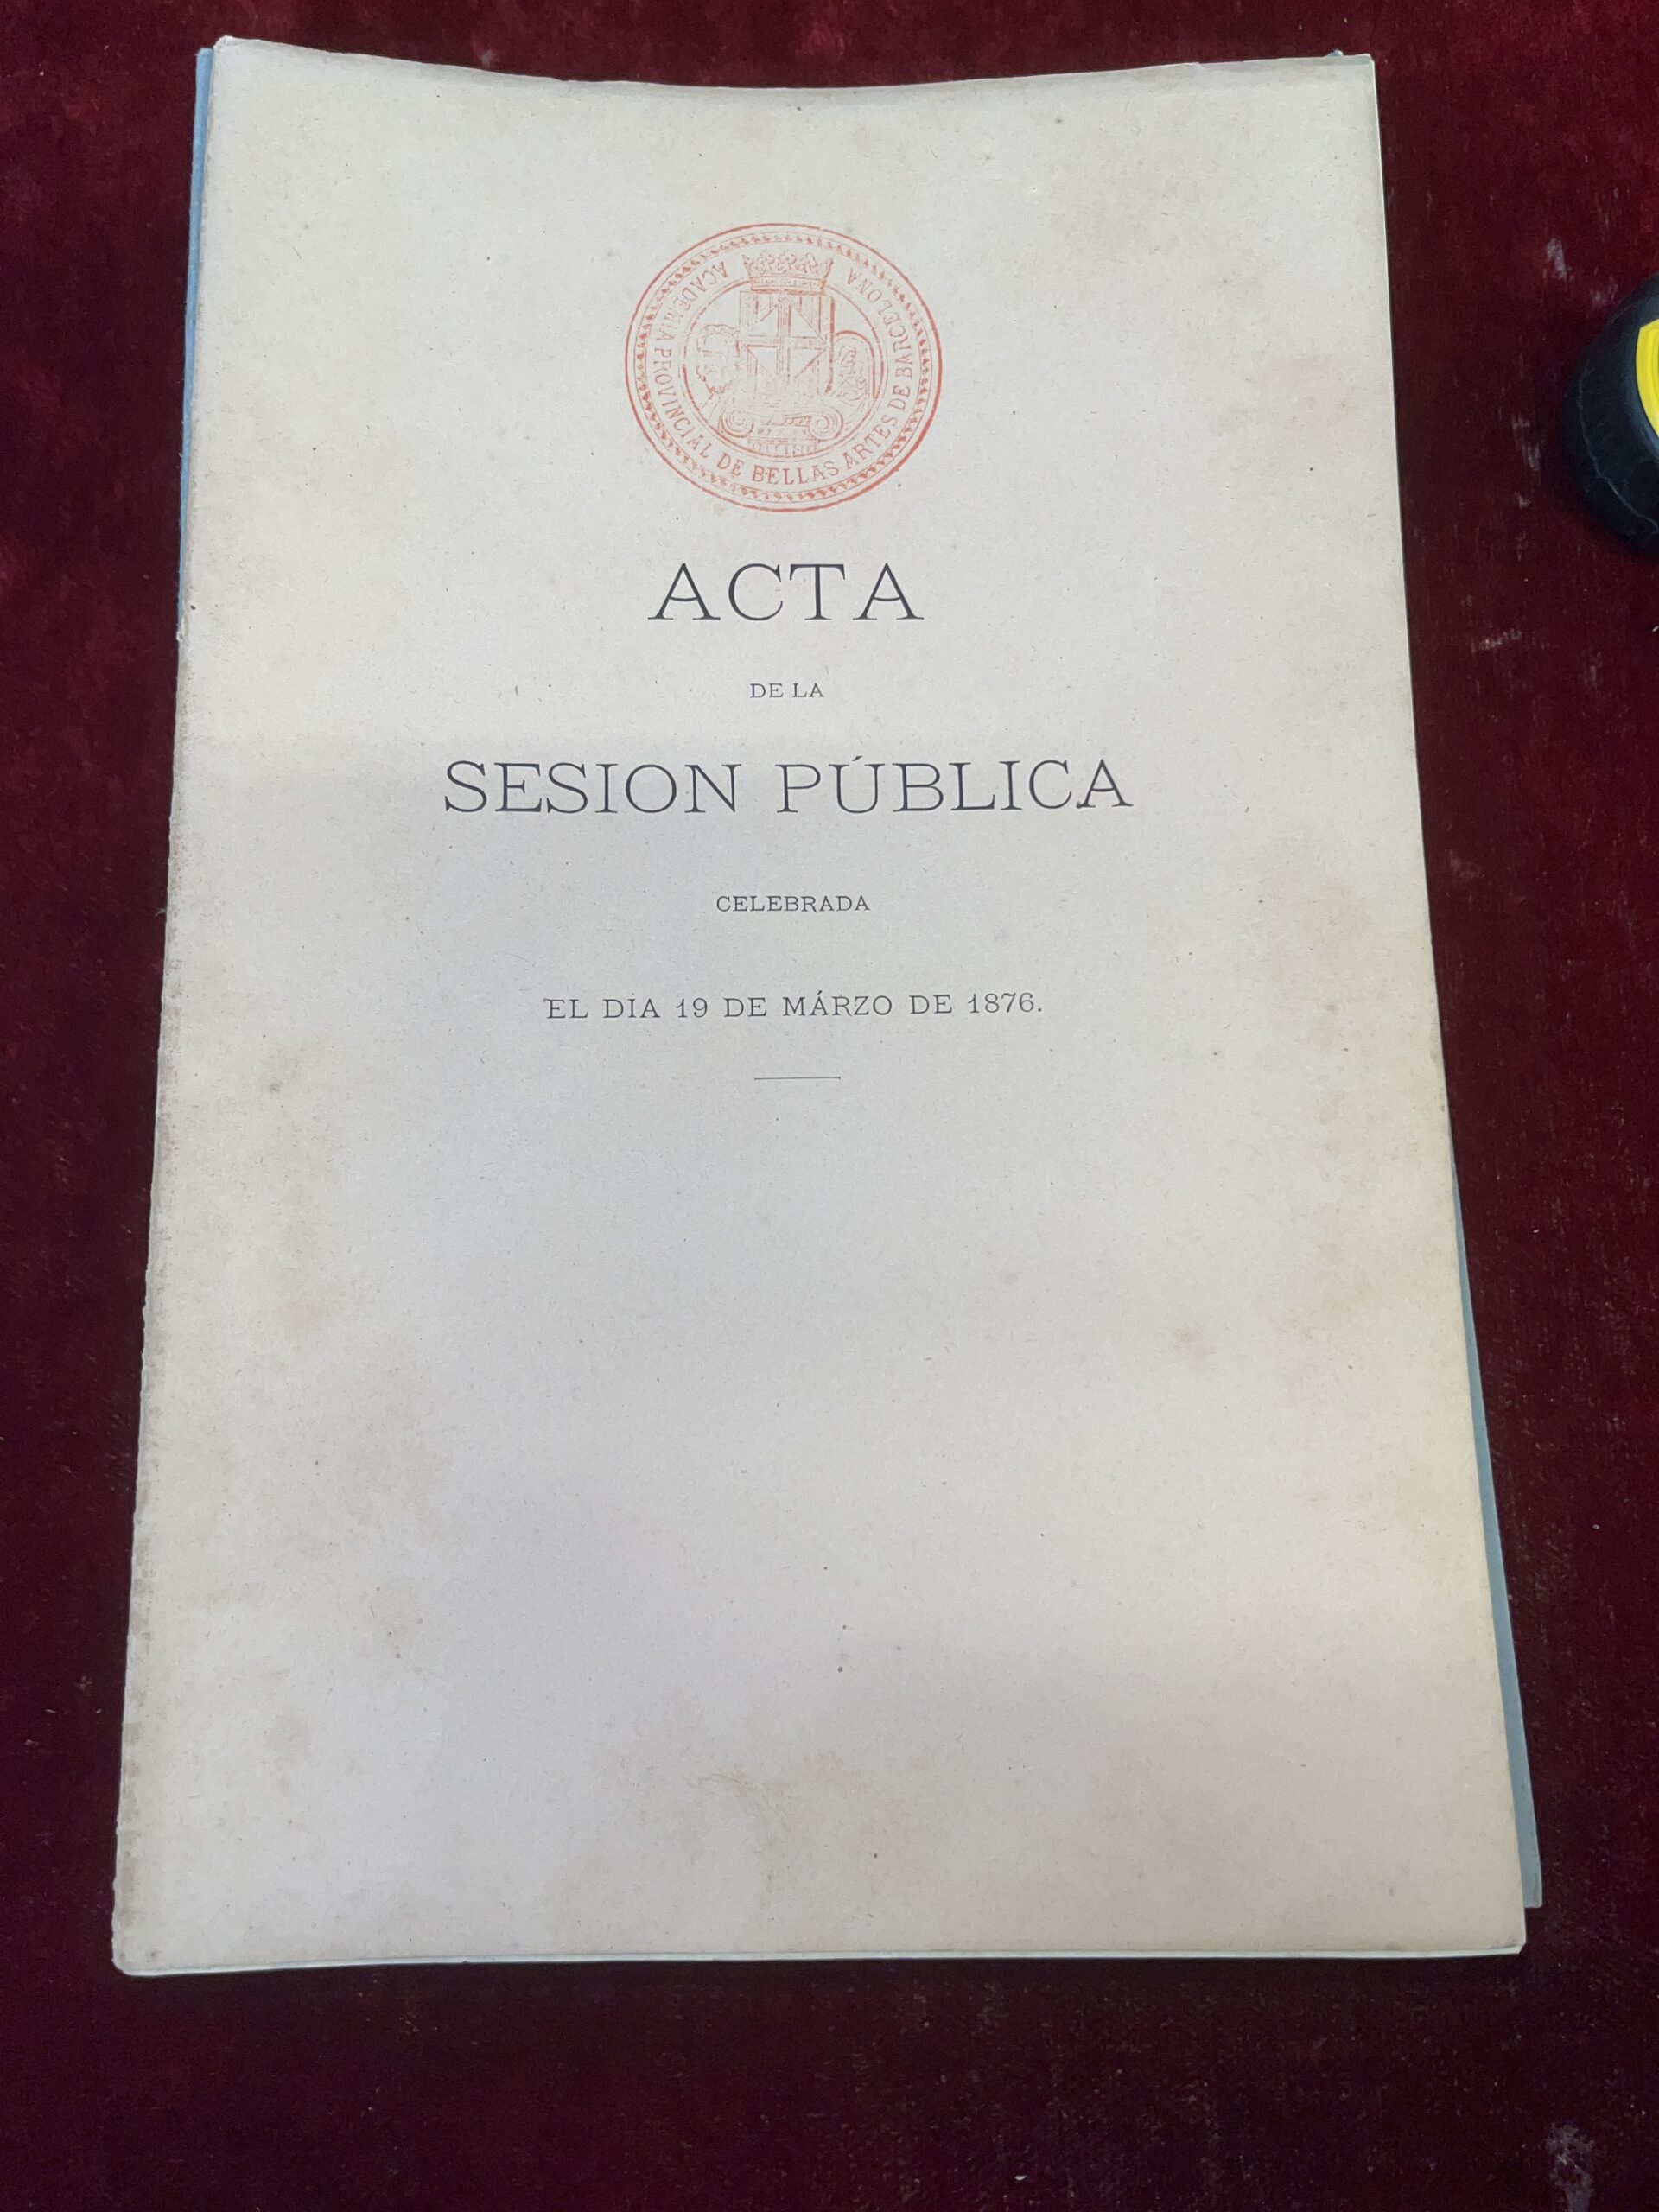 ACADEMIA PROVINCIAL DE BELLAS ARTES DE BARCELONA
ACTA
DE LA
SESION PÚBLICA
CELEBRADA
EL DÍA 19 DE MÁRZO DE 1876.